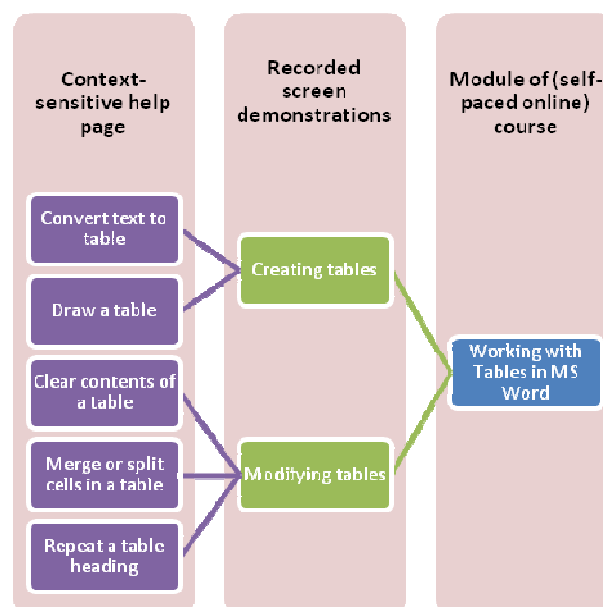 Context-
sensitive help
page
Recorded
screen
demonstrations
Module of (self-
paced online)
course
Convert text to
table
Draw a table
Clear contents of
a table
Merge or split
cells in a table
Repeat a table
heading
Creating tables
Modifying tables
Working with
Tables in MS
Word